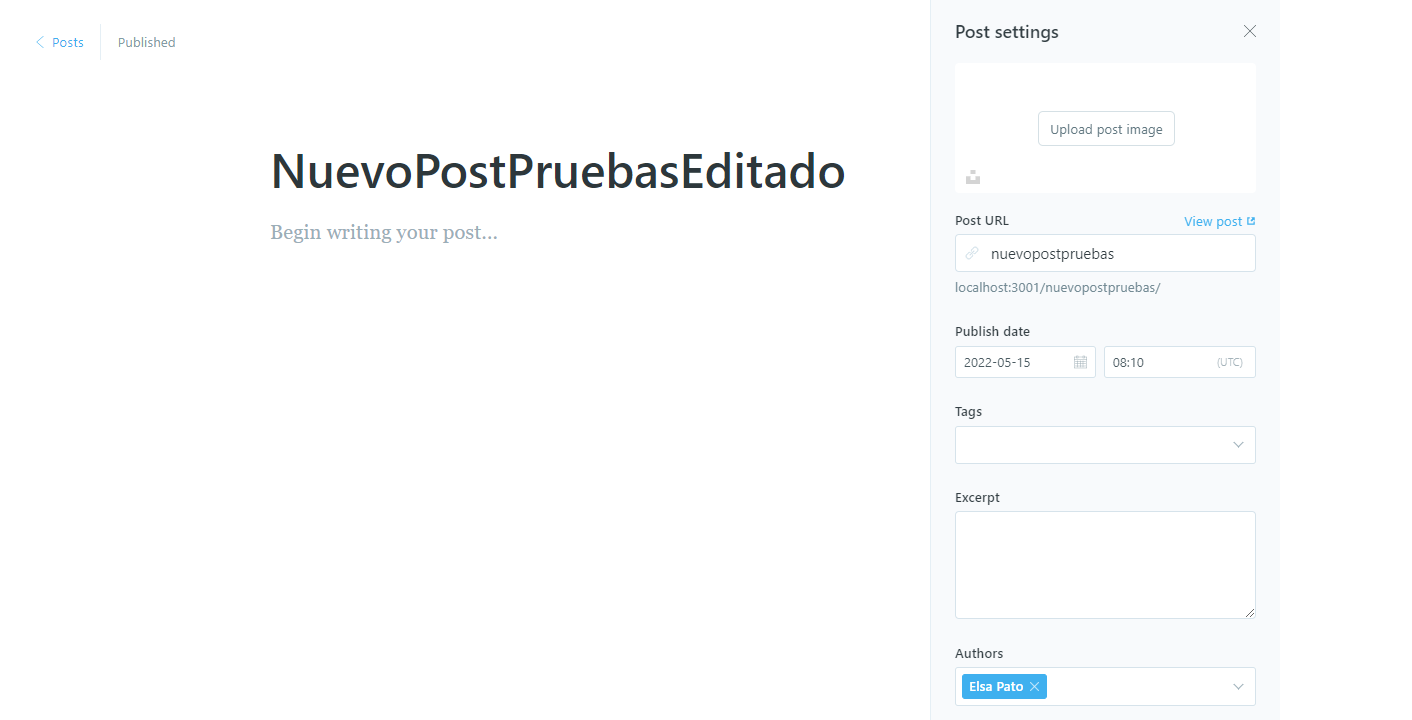 Posts
Published
NuevoPostPruebasEditado
Begin writing your post...
Post settings
Upload post image
Post URL
View post
nuevopostpruebas
localhost:3001/nuevopostpruebas/
Publish date
2022-05-15
08:10
(UTC)
Tags
Excerpt
Authors
Elsa Pato